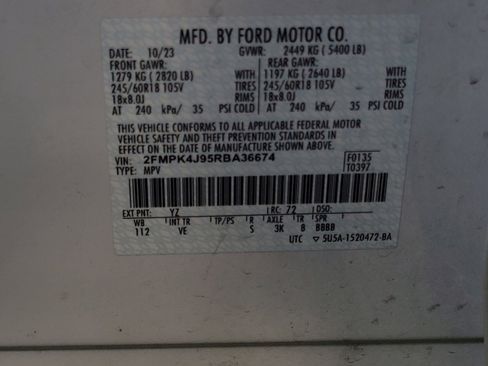 MFD. BY FORD MOTOR CO.
DATE: 10/23 GVWR: 2449 KG ( 5400 LB)
FRONT GAWR: REAR GAWR:
1279 KG ( 2820 LB) WITH 1197 KG ( 2640 LB) WITH
245/60R18 105V TIRES 245/60R18 105V TIRES
18x8.0J RIMS 18x8.0J RIMS
AT 240 kPa/ 35 PSI COLD AT 240 kPa/ 35 PSI COLD
THIS VEHICLE CONFORMS TO ALL APPLICABLE FEDERAL MOTOR
VEHICLE SAFETY AND THEFT PREVENTION STANDARDS IN
EFFECT ON THE DATE OF MANUFACTURE SHOWN ABOVE.
VIN: 2FMPK4J95RBA36674 F0135
TYPE: MPV T0397
EXT PNT: YZ RC: 72 DSO:
WB INT TR TP/PS R AXLE TR SPR
112 VE S 3K 8 BBBB
UTC ▽ 5U5A-1520472-BA